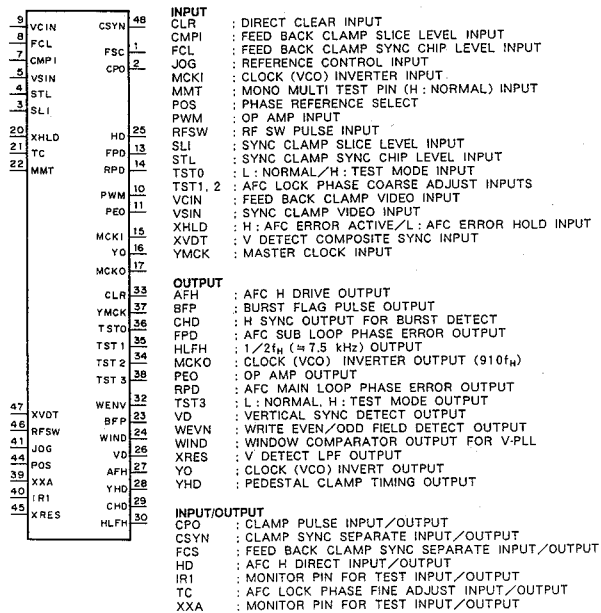 9 VCIN CSYN 48
8 FCL FSC 1
7 CMPI CPO 2
5 VSIN
4 STL
3 SLI
20 XHLD HD 25
21 TC FPD 13
22 MMT RPD 14
PWM 10
PEO 11
MCKI 15
YO 16
MCKO 17
CLR 33
YMCK 37
TST0 36
TST 1 35
TST 2 34
TST 3 38
WENV 32
47 XVDT BFP 23
46 RFSW WIND 24
41 JOG VD 26
44 POS AFH 27
39 XXA YHD 28
40 IR1 CHD 29
45 XRES HLFH 30
INPUT
CLR : DIRECT CLEAR INPUT
CMPI : FEED BACK CLAMP SLICE LEVEL INPUT
FCL : FEED BACK CLAMP SYNC CHIP LEVEL INPUT
JOG : REFERENCE CONTROL INPUT
MCKI : CLOCK (VCO) INVERTER INPUT
MMT : MONO MULTI TEST PIN (H : NORMAL) INPUT
POS : PHASE REFERENCE SELECT
PWM : OP AMP INPUT
RFSW : RF SW PULSE INPUT
SLI : SYNC CLAMP SLICE LEVEL INPUT
STL : SYNC CLAMP SYNC CHIP LEVEL INPUT
TST0 : L : NORMAL/H : TEST MODE INPUT
TST1, 2 : AFC LOCK PHASE COARSE ADJUST INPUTS
VCIN : FEED BACK CLAMP VIDEO INPUT
VSIN : SYNC CLAMP VIDEO INPUT
XHLD : H : AFC ERROR ACTIVE/L : AFC ERROR HOLD INPUT
XVDT : V DETECT COMPOSITE SYNC INPUT
YMCK : MASTER CLOCK INPUT
OUTPUT
AFH : AFC H DRIVE OUTPUT
BFP : BURST FLAG PULSE OUTPUT
CHD : H SYNC OUTPUT FOR BURST DETECT
FPD : AFC SUB LOOP PHASE ERROR OUTPUT
HLFH : 1/2fH (≒ 7.5 kHz) OUTPUT
MCKO : CLOCK (VCO) INVERTER OUTPUT (910fH)
PEO : OP AMP OUTPUT
RPD : AFC MAIN LOOP PHASE ERROR OUTPUT
TST3 : L : NORMAL, H : TEST MODE OUTPUT
VD : VERTICAL SYNC DETECT OUTPUT
WEVN : WRITE EVEN/ODD FIELD DETECT OUTPUT
WIND : WINDOW COMPARATOR OUTPUT FOR V-PLL
XRES : V DETECT LPF OUTPUT
YO : CLOCK (VCO) INVERT OUTPUT
YHD : PEDESTAL CLAMP TIMING OUTPUT
INPUT/OUTPUT
CPO : CLAMP PULSE INPUT/OUTPUT
CSYN : CLAMP SYNC SEPARATE INPUT/OUTPUT
FCS : FEED BACK CLAMP SYNC SEPARATE INPUT/OUTPUT
HD : AFC H DIRECT INPUT/OUTPUT
IR1 : MONITOR PIN FOR TEST INPUT/OUTPUT
TC : AFC LOCK PHASE FINE ADJUST INPUT/OUTPUT
XXA : MONITOR PIN FOR TEST INPUT/OUTPUT